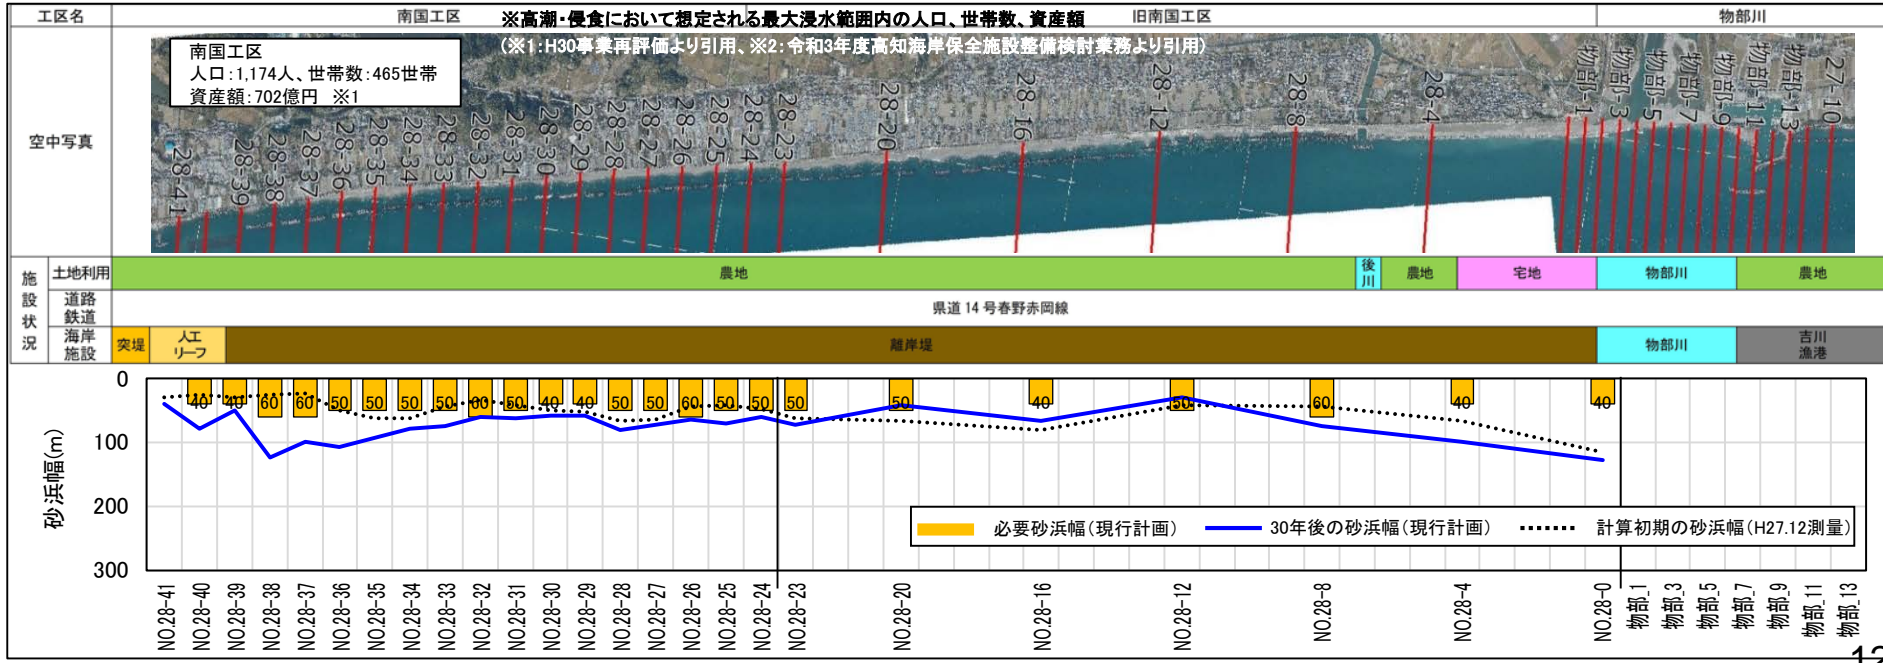 工区名
南国工区
旧南国工区
物部川
※高潮・侵食において想定される最大浸水範囲内の人口、世帯数、資産額
(※1:H30事業再評価より引用、※2:令和3年度高知海岸保全施設整備検討業務より引用)
南国工区
人口:1,174人、世帯数:465世帯
資産額:702億円 ※1
空中写真
28-41
28-39
28-38
28-37
28-36
28-35
28-34
28-33
28-32
28-31
28-30
28-29
28-28
28-27
28-26
28-25
28-24
28-23
28-20
28-16
28-12
28-8
28-4
物部-1
物部-3
物部-5
物部-7
物部-9
物部-11
物部-13
27-10
施設状況
土地利用
農地
後川
農地
宅地
物部川
農地
道路
鉄道
県道 14 号春野赤岡線
海岸
施設
突堤
人工
リーフ
離岸堤
物部川
吉川
漁港
砂浜幅(m)
0
100
200
300
40 40 60 60 50 50 50 50 60 50 40 40 50 50 60 50 50 50 50 40 50 60 40 40
必要砂浜幅(現行計画)
30年後の砂浜幅(現行計画)
計算初期の砂浜幅(H27.12測量)
NO.28-41
NO.28-40
NO.28-39
NO.28-38
NO.28-37
NO.28-36
NO.28-35
NO.28-34
NO.28-33
NO.28-32
NO.28-31
NO.28-30
NO.28-29
NO.28-28
NO.28-27
NO.28-26
NO.28-25
NO.28-24
NO.28-23
NO.28-20
NO.28-16
NO.28-12
NO.28-8
NO.28-4
NO.28-0
物部_1
物部_3
物部_5
物部_7
物部_9
物部_11
物部_13
12